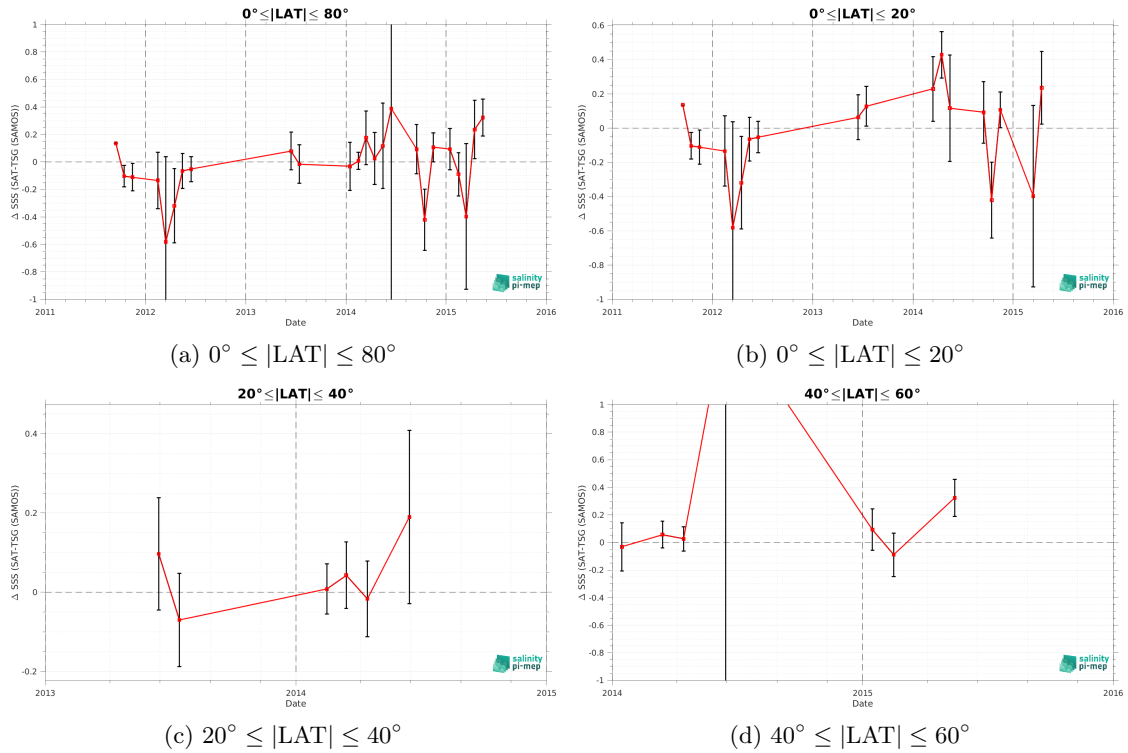 0°≤|LAT|≤ 80°
Δ SSS (SAT-TSG (SAMOS))
1
0.8
0.6
0.4
0.2
0
-0.2
-0.4
-0.6
-0.8
-1
2011
2012
2013
2014
2015
2016
Date
salinity
pi-mep
(a) 0° ≤ |LAT| ≤ 80°
0°≤|LAT|≤ 20°
Δ SSS (SAT-TSG (SAMOS))
0.6
0.4
0.2
0
-0.2
-0.4
-0.6
-0.8
-1
2011
2012
2013
2014
2015
2016
Date
salinity
pi-mep
(b) 0° ≤ |LAT| ≤ 20°
20°≤|LAT|≤ 40°
Δ SSS (SAT-TSG (SAMOS))
0.4
0.2
0
-0.2
2013
2014
2015
Date
salinity
pi-mep
(c) 20° ≤ |LAT| ≤ 40°
40°≤|LAT|≤ 60°
Δ SSS (SAT-TSG (SAMOS))
1
0.8
0.6
0.4
0.2
0
-0.2
-0.4
-0.6
-0.8
-1
2014
2015
2016
Date
salinity
pi-mep
(d) 40° ≤ |LAT| ≤ 60°